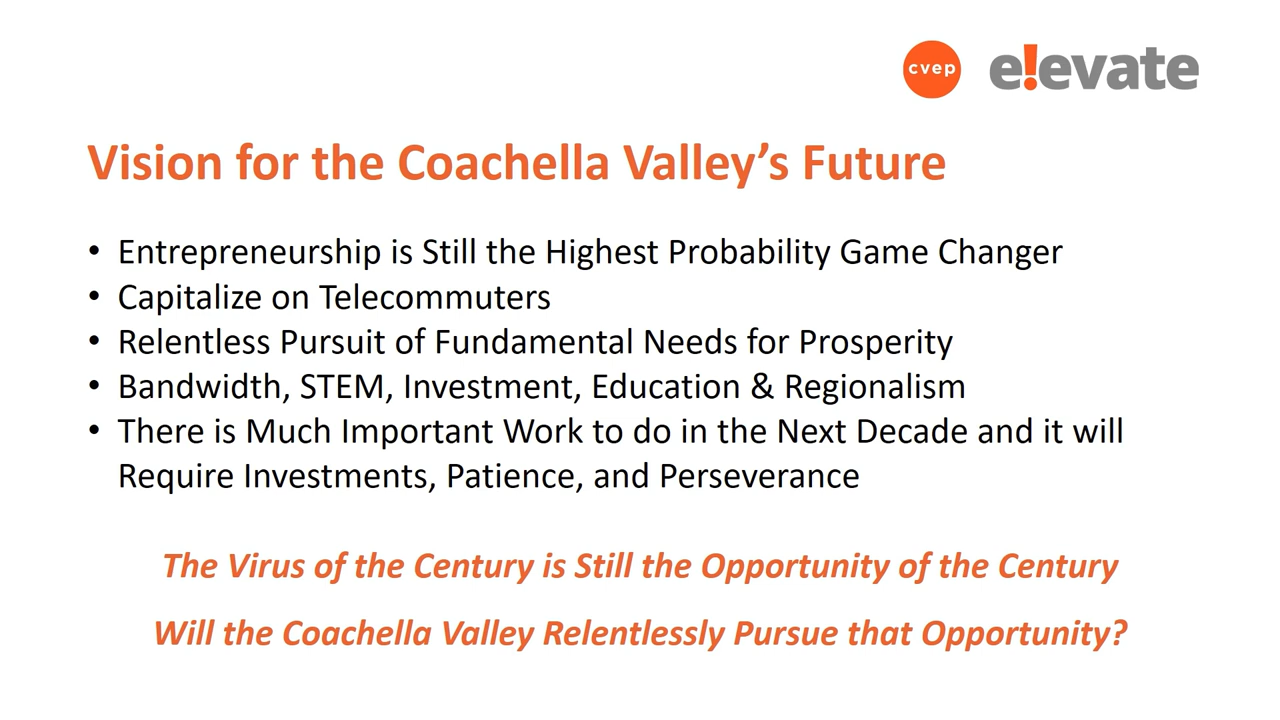 cvep e!evate
Vision for the Coachella Valley’s Future
• Entrepreneurship is Still the Highest Probability Game Changer
• Capitalize on Telecommuters
• Relentless Pursuit of Fundamental Needs for Prosperity
• Bandwidth, STEM, Investment, Education & Regionalism
• There is Much Important Work to do in the Next Decade and it will
Require Investments, Patience, and Perseverance
The Virus of the Century is Still the Opportunity of the Century
Will the Coachella Valley Relentlessly Pursue that Opportunity?